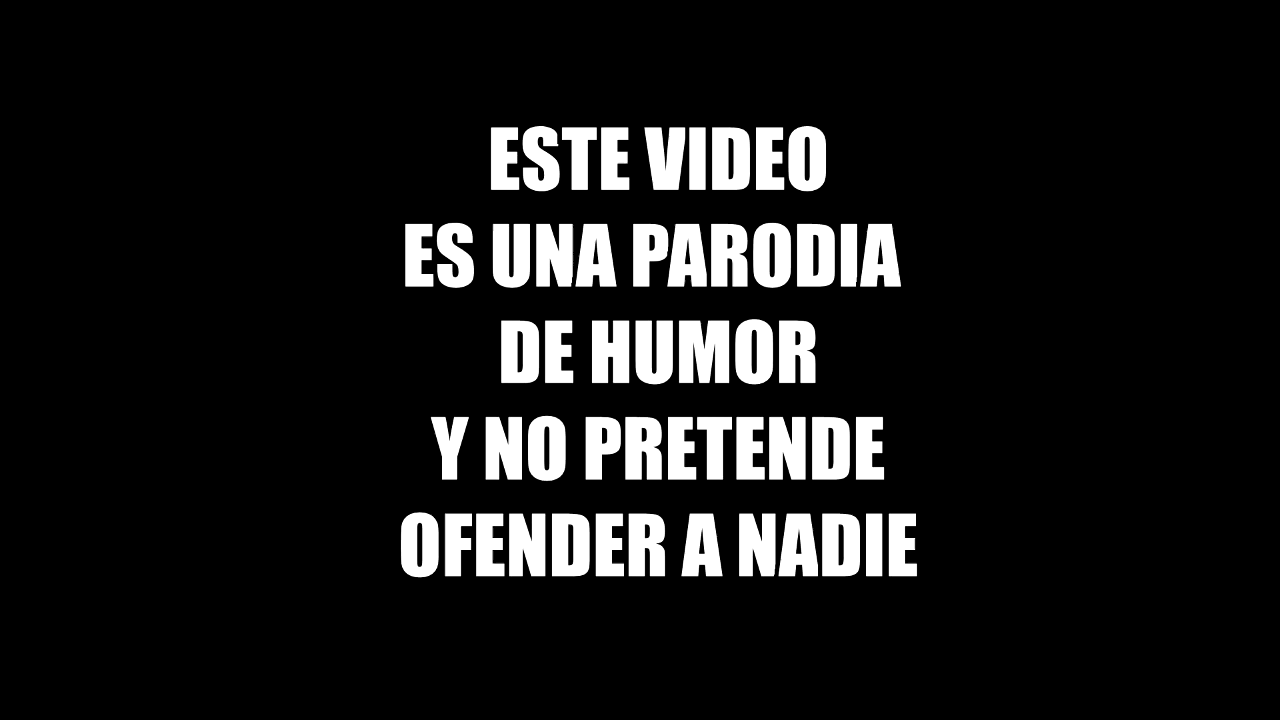 ESTE VIDEO
ES UNA PARODIA
DE HUMOR
Y NO PRETENDE
OFENDER A NADIE